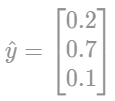 ŷ = [0.2
0.7
0.1]